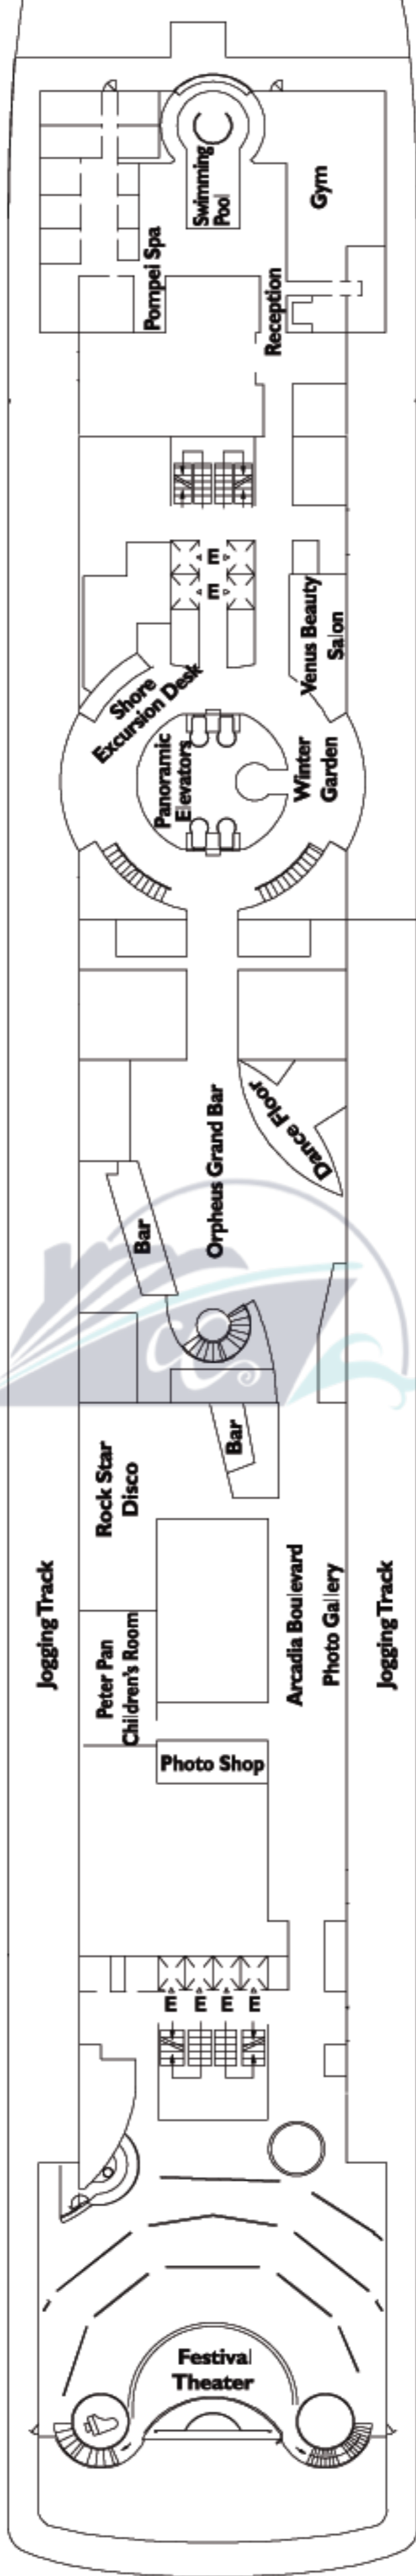 Swimming
Pool
Gym
Pompei Spa
Reception
E
E
Venus Beauty
Salon
Shore
Excursion Desk
Panoramic
Elevators
Winter
Garden
Orpheus Grand Bar
Dance Floor
Bar
Bar
Rock Star
Disco
Jogging Track
Peter Pan
Children's Room
Arcadia Boulevard
Photo Gallery
Jogging Track
Photo Shop
E E E E
Festival
Theater